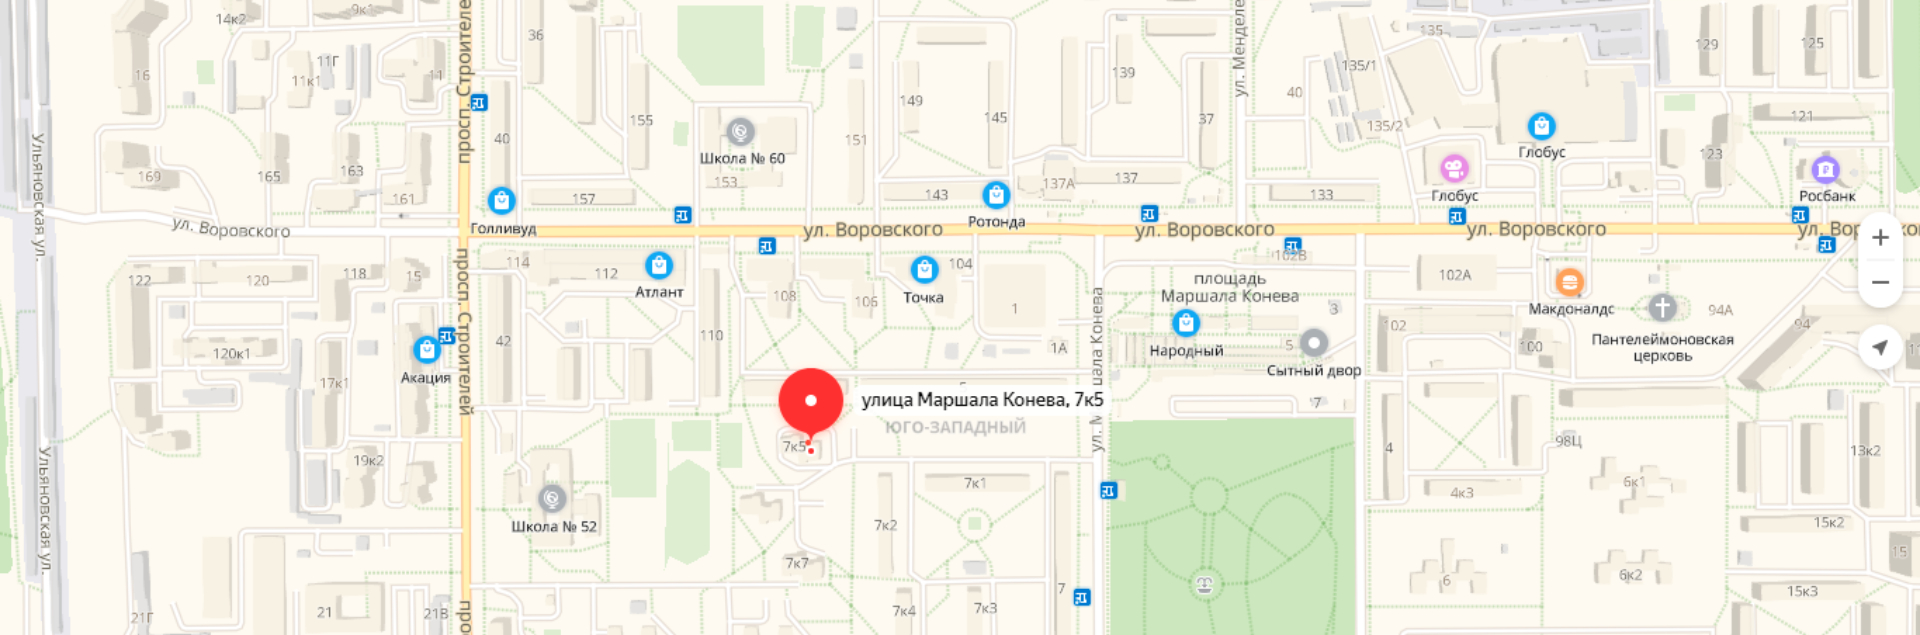 14к2
9к1
36
135
129
125
просп. Строителе
ул. Менделе
11Г
16
11к1
11
139
135/1
40
149
145
155
37
121
135/2
40
151
Школа № 60
Глобус
123
169
165
163
161
153
137А
137
133
Глобус
Росбанк
157
143
Ротонда
Ульяновская ул.
ул. Воровского
Голливуд
ул. Воровского
ул. Воровского
ул. Воровского
122
120
118
15
114
112
Атлант
104
Точка
108
106
102В
площадь
Маршала Конева
102А
Макдоналдс
94А
94
1
3
102
100
Пантелеймоновская
церковь
просп. Строителей
42
110
1А
Народный
5
Сытный двор
120к1
Акация
17к1
улица Маршала Конева, 7к5
7
ЮГО-ЗАПАДНЫЙ
7к5
19к2
4
98Ц
13к2
Ульяновская ул.
7к1
4к3
6к1
Школа № 52
7к2
15к2
15
7к7
6
6к2
7
15к3
21Г
21
21В
7к4
7к3